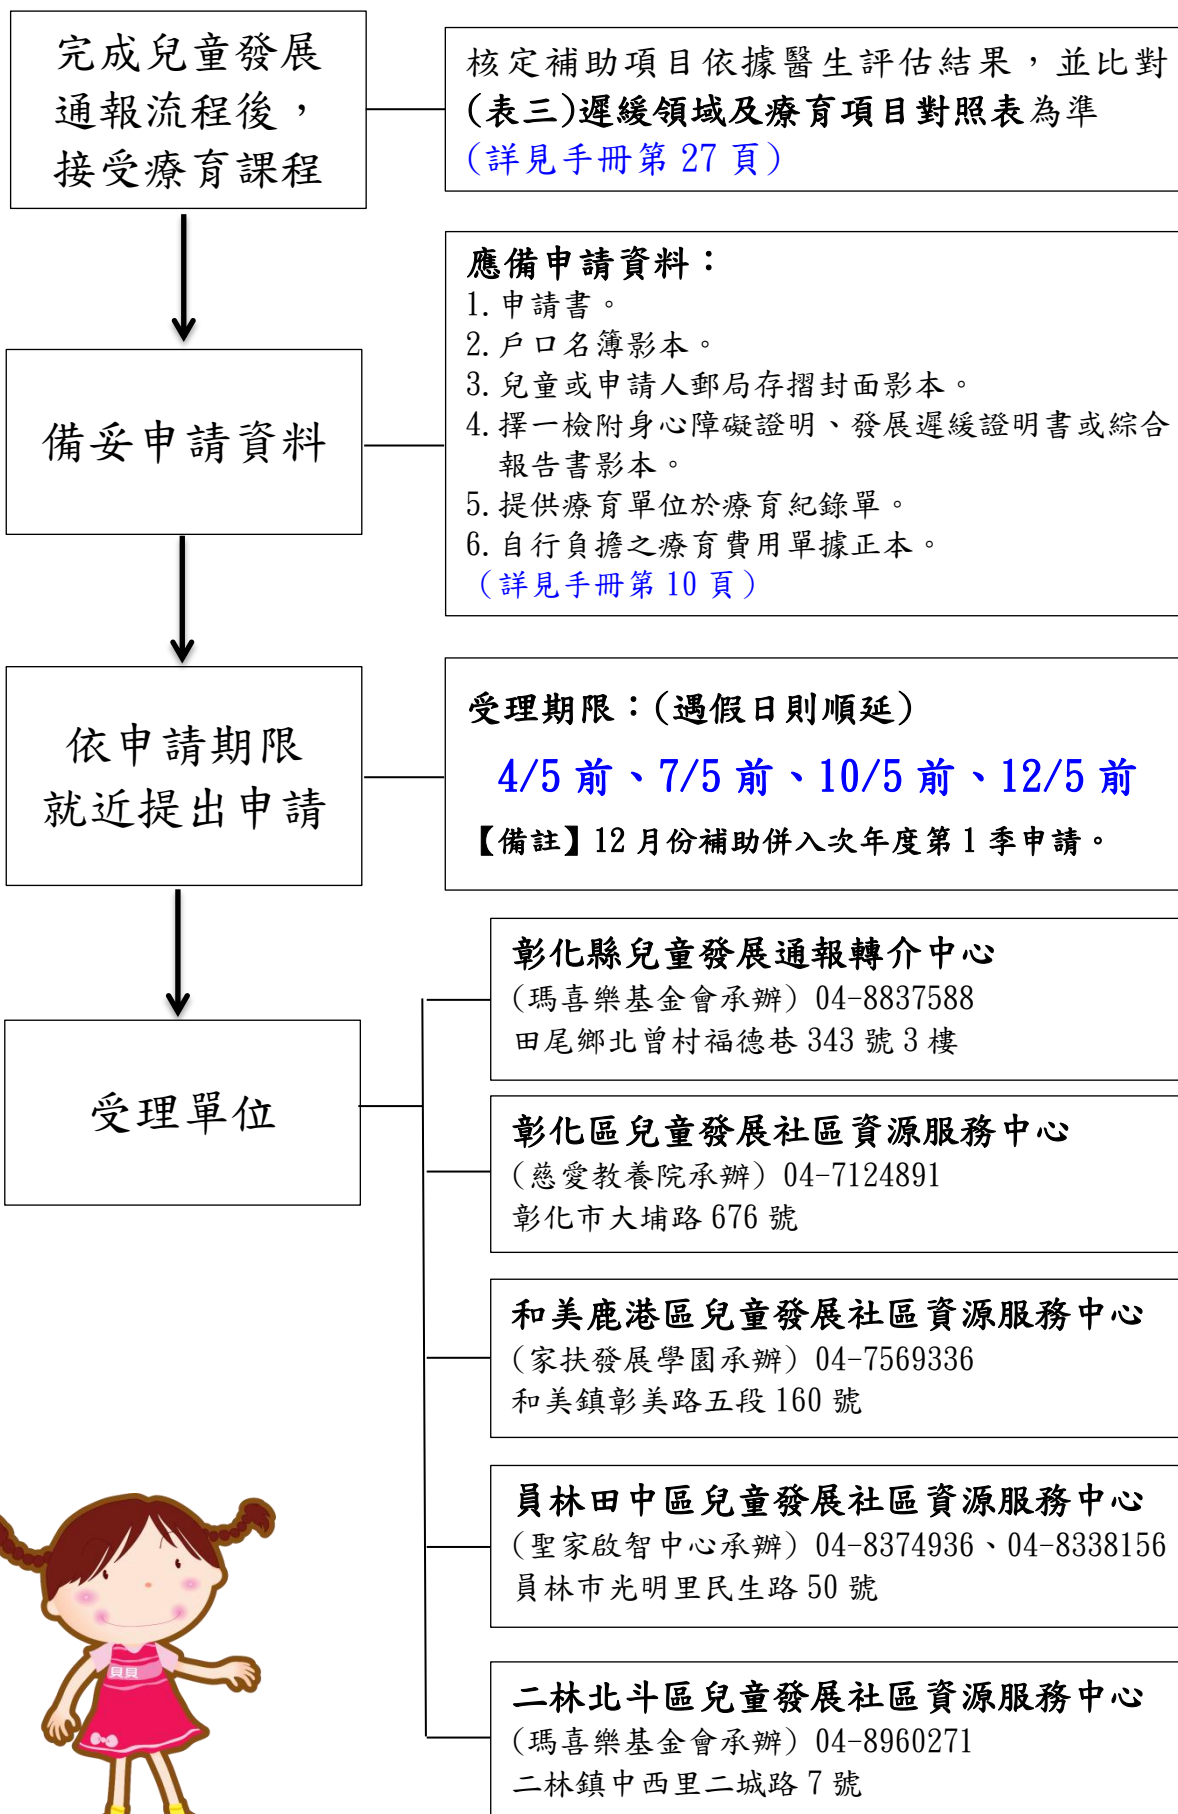 完成兒童發展
通報流程後，
接受療育課程
核定補助項目依據醫生評估結果，並比對
(表三)遲緩領域及療育項目對照表為準
(詳見手冊第 27 頁)
備妥申請資料
應備申請資料：
1.申請書。
2.戶口名簿影本。
3.兒童或申請人郵局存摺封面影本。
4.擇一檢附身心障礙證明、發展遲緩證明書或綜合
報告書影本。
5.提供療育單位於療育紀錄單。
6.自行負擔之療育費用單據正本。
(詳見手冊第 10 頁)
依申請期限
就近提出申請
受理期限：(遇假日則順延)
4/5 前、7/5 前、10/5 前、12/5 前
【備註】12 月份補助併入次年度第 1 季申請。
受理單位
彰化縣兒童發展通報轉介中心
(瑪喜樂基金會承辦) 04-8837588
田尾鄉北曾村福德巷 343 號 3 樓
彰化區兒童發展社區資源服務中心
(慈愛教養院承辦) 04-7124891
彰化市大埔路 676 號
和美鹿港區兒童發展社區資源服務中心
(家扶發展學園承辦) 04-7569336
和美鎮彰美路五段 160 號
員林田中區兒童發展社區資源服務中心
(聖家啟智中心承辦) 04-8374936、04-8338156
員林市光明里民生路 50 號
二林北斗區兒童發展社區資源服務中心
(瑪喜樂基金會承辦) 04-8960271
二林鎮中西里二城路 7 號
貝貝